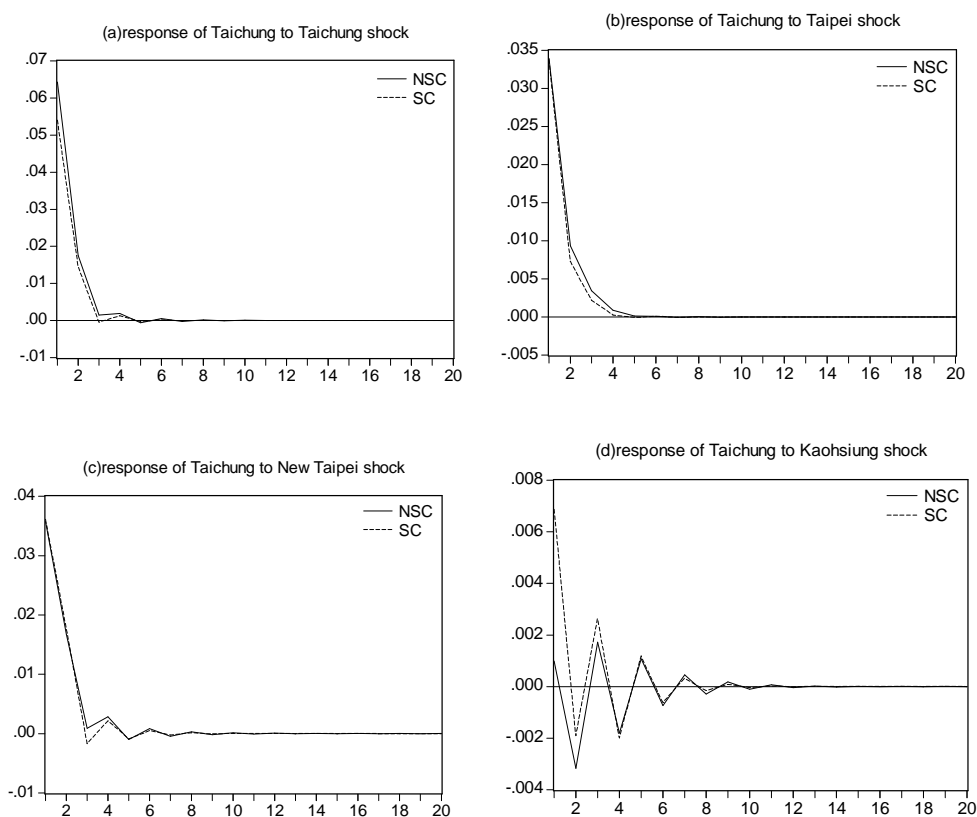 (a)response of Taichung to Taichung shock
.07
.06
.05
.04
.03
.02
.01
.00
-.01
2 4 6 8 10 12 14 16 18 20
NSC
SC
(b)response of Taichung to Taipei shock
.035
.030
.025
.020
.015
.010
.005
.000
-.005
2 4 6 8 10 12 14 16 18 20
NSC
SC
(c)response of Taichung to New Taipei shock
.04
.03
.02
.01
.00
-.01
2 4 6 8 10 12 14 16 18 20
NSC
SC
(d)response of Taichung to Kaohsiung shock
.008
.006
.004
.002
.000
-.002
-.004
2 4 6 8 10 12 14 16 18 20
NSC
SC